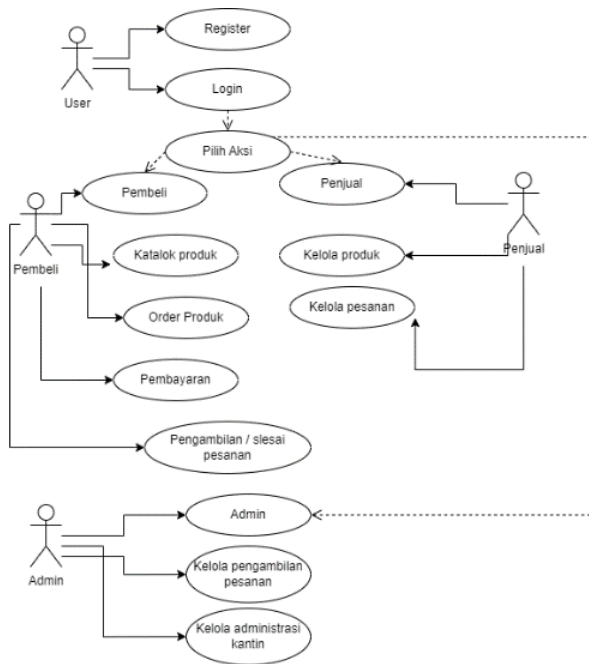 Register
User
Login
Pilih Aksi
Pembeli
Penjual
Pembeli
Penjual
Katalok produk
Kelola produk
Order Produk
Kelola pesanan
Pembayaran
Pengambilan / slesai
pesanan
Admin
Admin
Kelola pengambilan
pesanan
Kelola administrasi
kantin